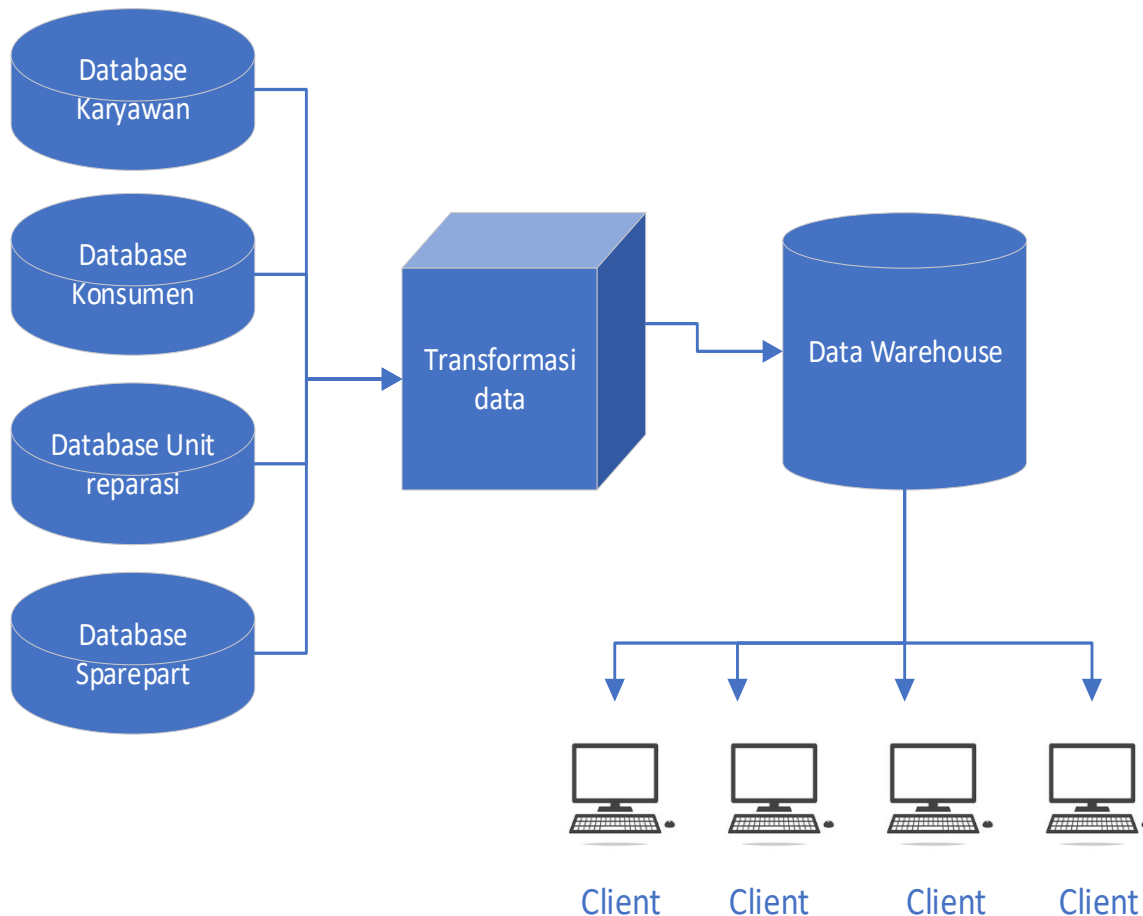 Database
Karyawan
Database
Konsumen
Database Unit
reparasi
Database
Sparepart
Transformasi
data
Data Warehouse
Client
Client
Client
Client